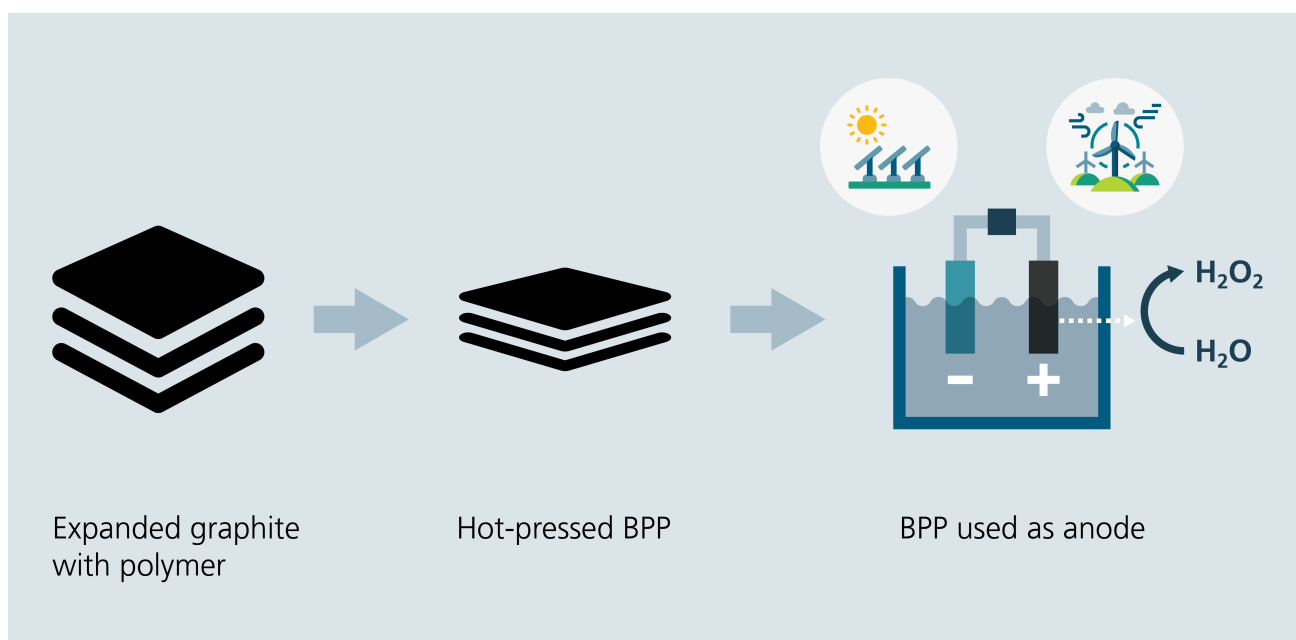 H₂O₂
H₂O
- +
Expanded graphite
with polymer
Hot-pressed BPP
BPP used as anode